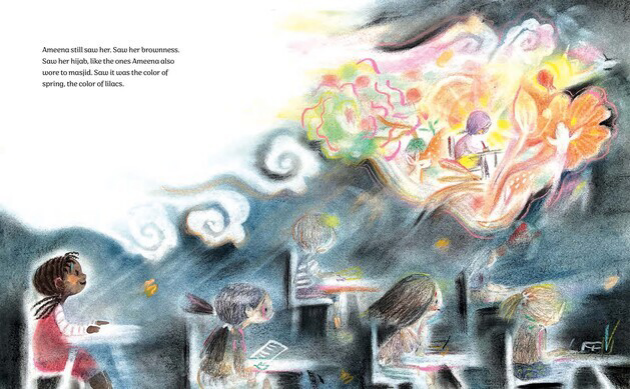 Ameena still saw her. Saw her brownness.
Saw her hijab, like the ones Ameena also
wore to masjid. Saw it was the color of
spring, the color of lilacs.